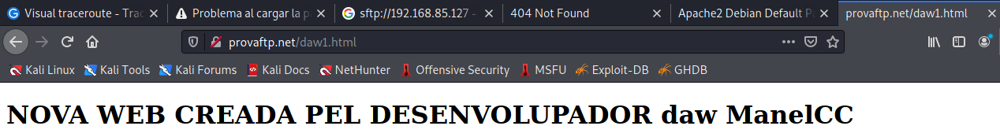 Visual traceroute - Trac
Problema al cargar la p
sftp://192.168.85.127 -
404 Not Found
Apache2 Debian Default P
provaftp.net/daw1.html
provaftp.net/daw1.html
Kali Linux
Kali Tools
Kali Forums
Kali Docs
NetHunter
Offensive Security
MSFU
Exploit-DB
GHDB
NOVA WEB CREADA PEL DESENVOLUPADOR daw ManelCC